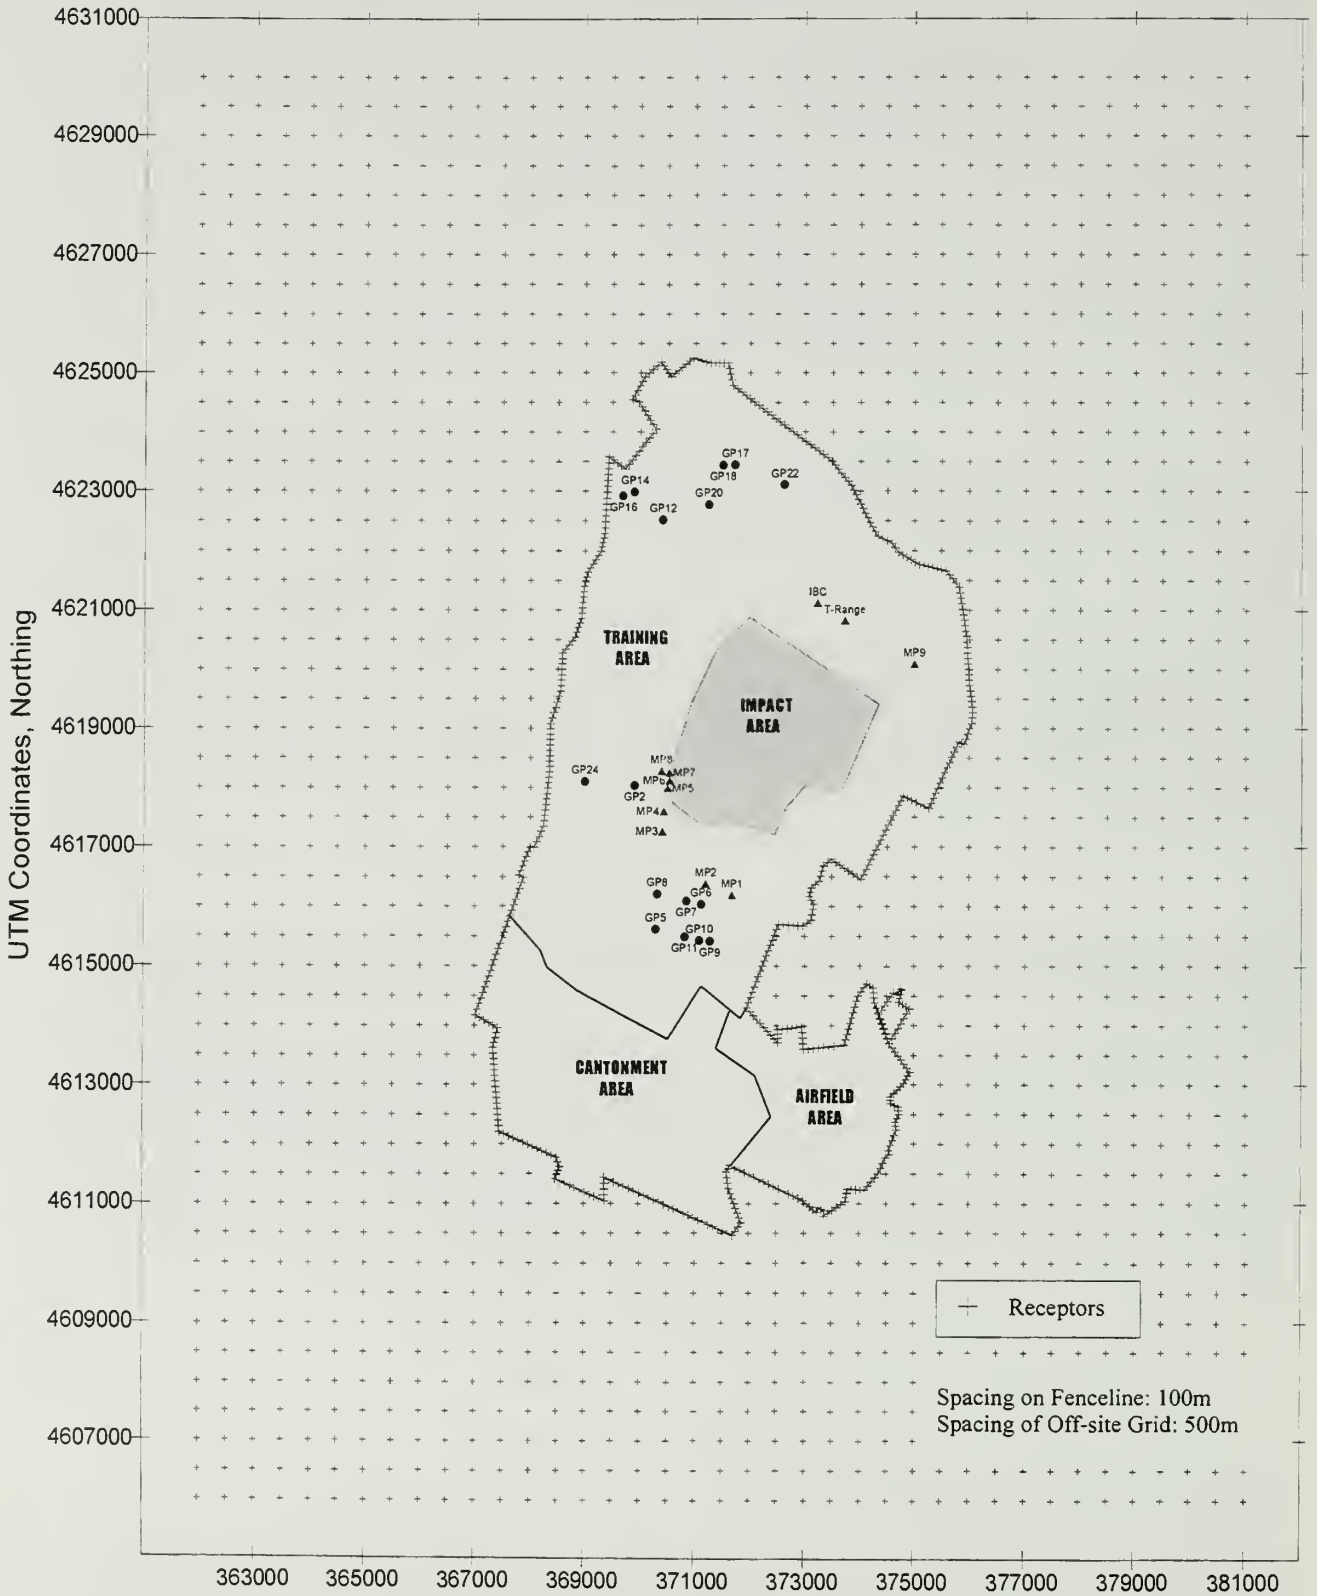 4631000
4629000
4627000
4625000
4623000
4621000
4619000
4617000
4615000
4613000
4611000
4609000
4607000
UTM Coordinates, Northing
GP17
GP18
GP22
GP14
GP16
GP12
GP20
IBC
T-Range
MP9
TRAINING
AREA
IMPACT
AREA
GP24
GP2
MP8
MP7
MP6
MP5
MP4
MP3
MP2
MP1
GP8
GP6
GP7
GP5
GP10
GP11
GP9
CANTONMENT
AREA
AIRFIELD
AREA
Receptors
Spacing on Fenceline: 100m
Spacing of Off-site Grid: 500m
363000 365000 367000 369000 371000 373000 375000 377000 379000 381000